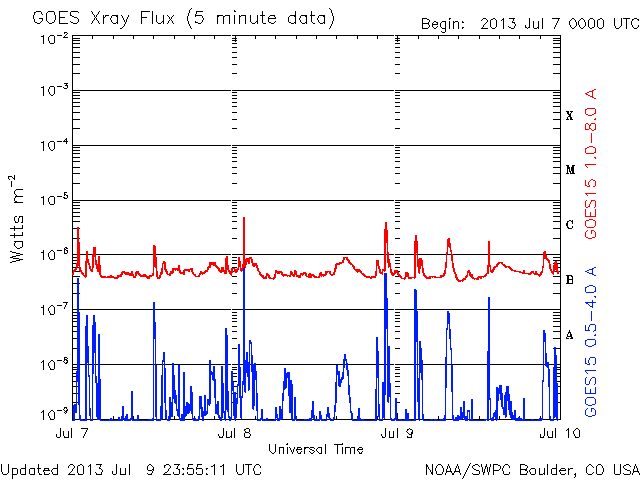 GOES Xray Flux (5 minute data)
Begin: 2013 Jul 7 0000 UTC
10⁻²
10⁻³
10⁻⁴
10⁻⁵
10⁻⁶
10⁻⁷
10⁻⁸
10⁻⁹
Watts m⁻²
X
M
C
B
A
GOES15 1.0-8.0 A
GOES15 0.5-4.0 A
Jul 7
Jul 8
Jul 9
Jul 10
Universal Time
Updated 2013 Jul 9 23:55:11 UTC
NOAA/SWPC Boulder, CO USA